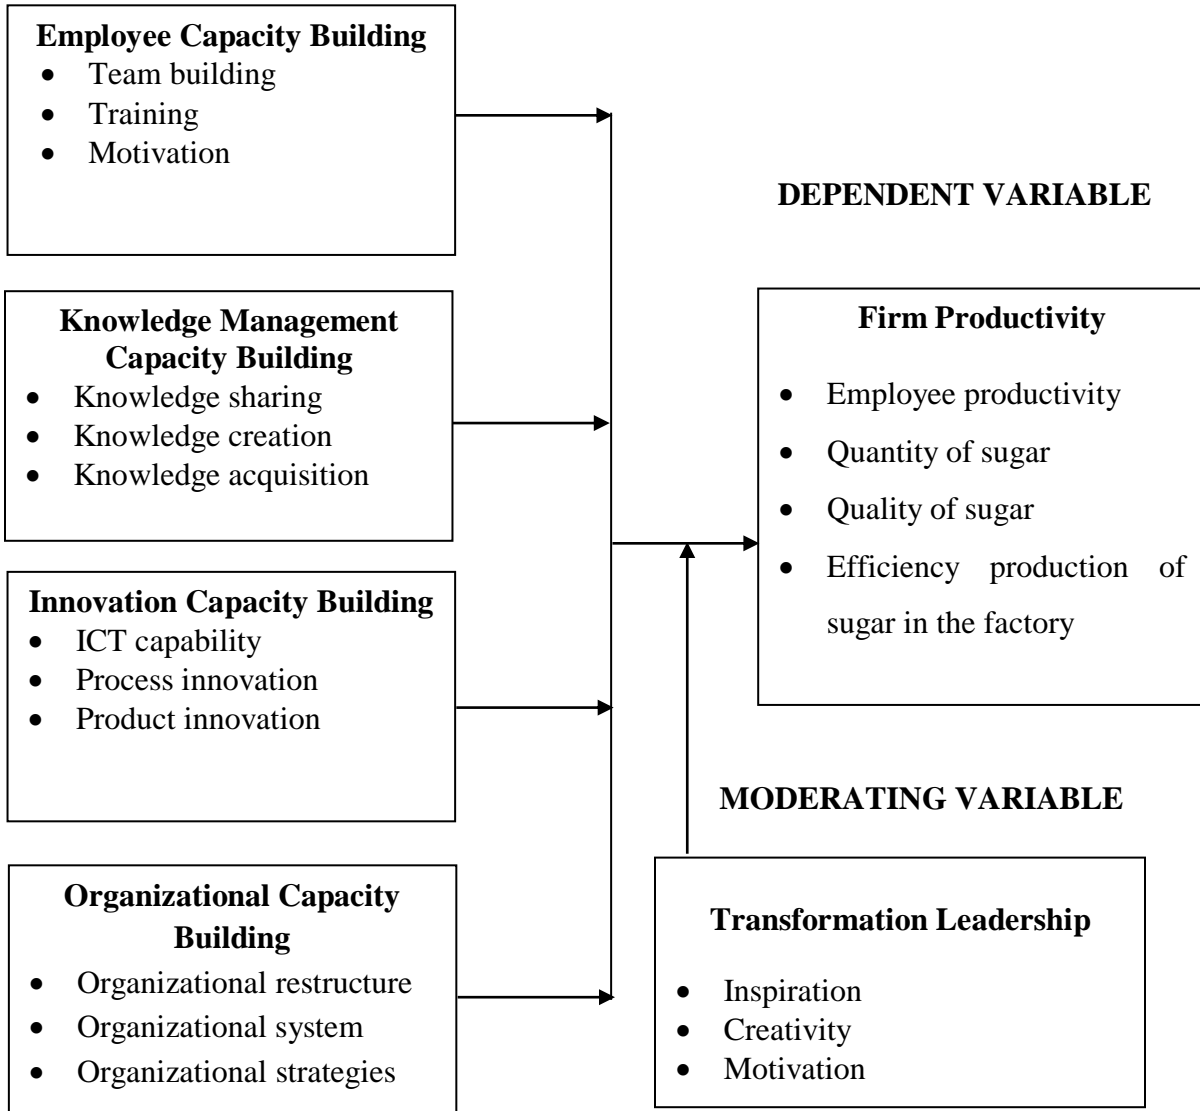 Employee Capacity Building
• Team building
• Training
• Motivation
Knowledge Management
Capacity Building
• Knowledge sharing
• Knowledge creation
• Knowledge acquisition
Innovation Capacity Building
• ICT capability
• Process innovation
• Product innovation
Organizational Capacity
Building
• Organizational restructure
• Organizational system
• Organizational strategies
DEPENDENT VARIABLE
Firm Productivity
• Employee productivity
• Quantity of sugar
• Quality of sugar
• Efficiency production of
sugar in the factory
MODERATING VARIABLE
Transformation Leadership
• Inspiration
• Creativity
• Motivation